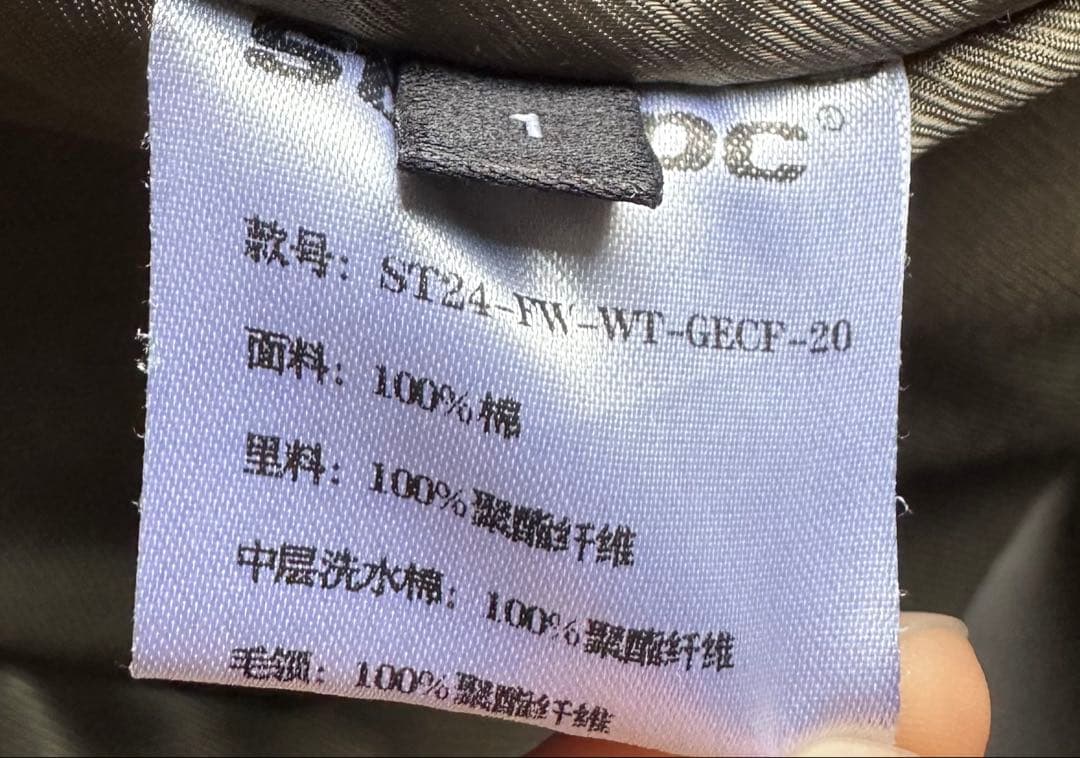 1
款号：ST24-FW-WT-GECF-20
面料：100%棉
里料：100%聚酯纤维
中层洗水棉：100%聚酯纤维
毛领：100%聚酯纤维